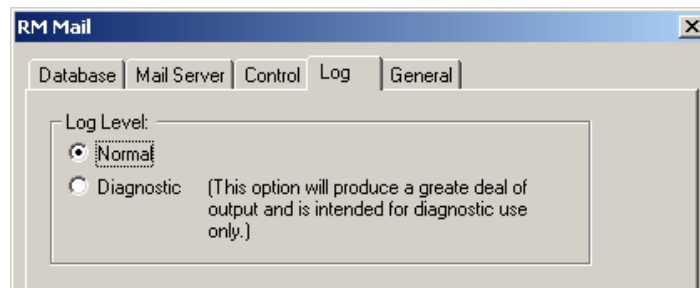 RM Mail
Database Mail Server Control Log General
Log Level:
Normal
Diagnostic (This option will produce a greate deal of
output and is intended for diagnostic use
only.)